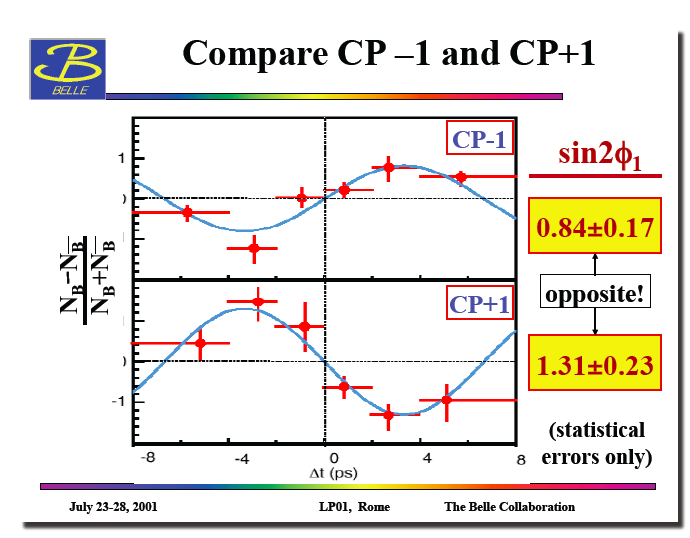 Compare CP –1 and CP+1
B
BELLE
CP-1
1
0
sin2ϕ₁
0.84±0.17
N_B−N_B̅
N_B+N_B̅
opposite!
CP+1
0
-1
1.31±0.23
-8 -4 0 4 8
Δt (ps)
(statistical
errors only)
July 23-28, 2001 LP01, Rome The Belle Collaboration